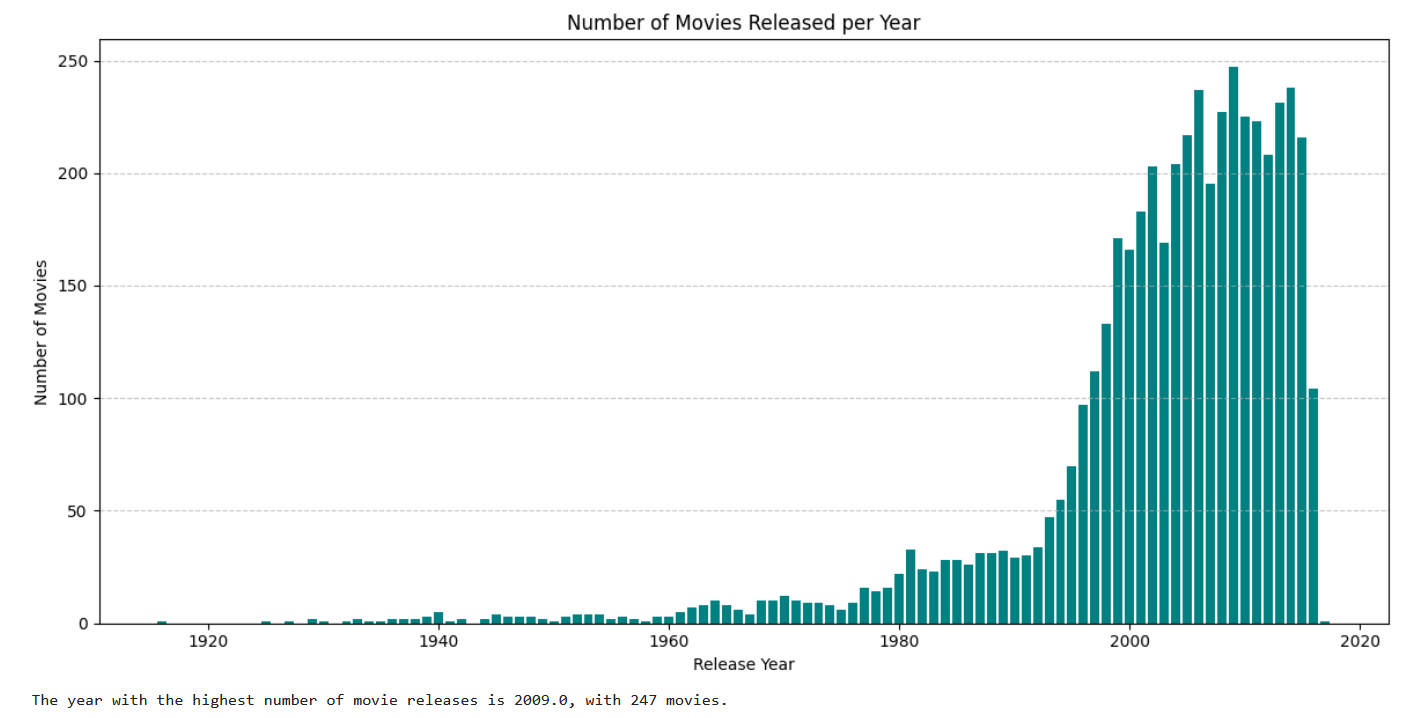 Number of Movies Released per Year
250
200
150
100
50
0
Number of Movies
1920 1940 1960 1980 2000 2020
Release Year
The year with the highest number of movie releases is 2009.0, with 247 movies.